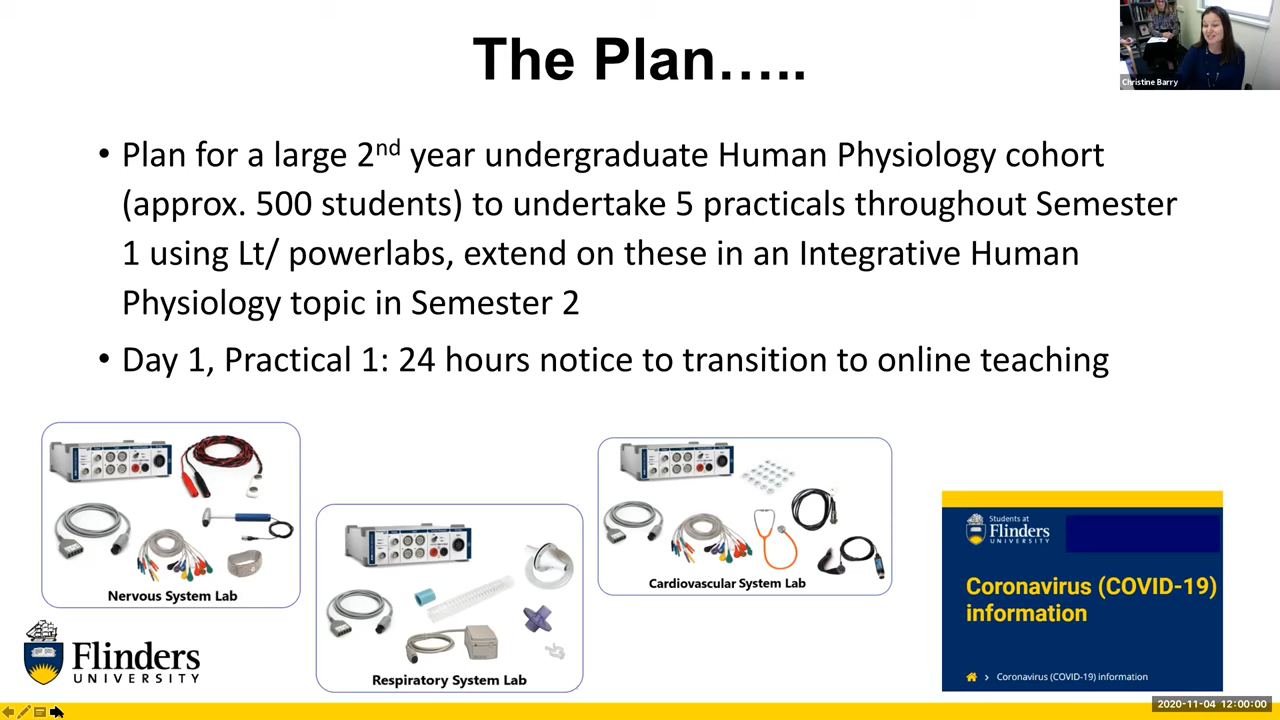 The Plan…..
Christine Barry
• Plan for a large 2nd year undergraduate Human Physiology cohort
(approx. 500 students) to undertake 5 practicals throughout Semester
1 using Lt/ powerlabs, extend on these in an Integrative Human
Physiology topic in Semester 2
• Day 1, Practical 1: 24 hours notice to transition to online teaching
Nervous System Lab
Respiratory System Lab
Cardiovascular System Lab
Students at
Flinders
UNIVERSITY
Coronavirus (COVID-19)
information
Coronavirus (COVID-19) information
Flinders
UNIVERSITY
2020-11-04 12:00:00